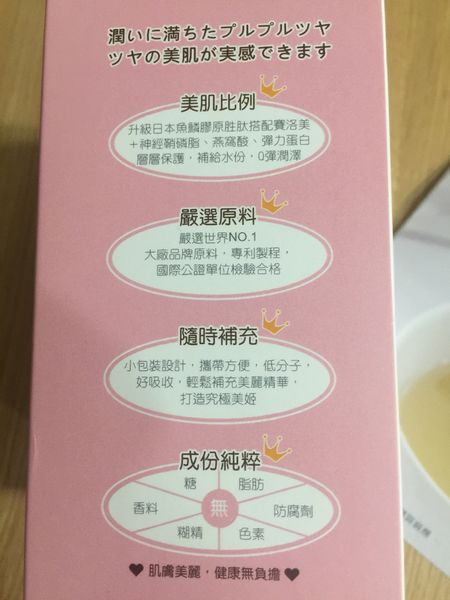 潤いに満ちたプルプルツヤ
ツヤの美肌が実感できます
美肌比例
升級日本魚鱗膠原胜肽搭配賽洛美
＋神經鞘磷脂、燕窩酸、彈力蛋白
層層保護，補給水份，Q彈潤澤
嚴選原料
嚴選世界NO.1
大廠品牌原料，專利製程，
國際公證單位檢驗合格
隨時補充
小包裝設計，攜帶方便，低分子，
好吸收，輕鬆補充美麗精華，
打造究極美姬
成份純粹
糖 脂肪
香料 無 防腐劑
糊精 色素
♥ 肌膚美麗，健康無負擔 ♥